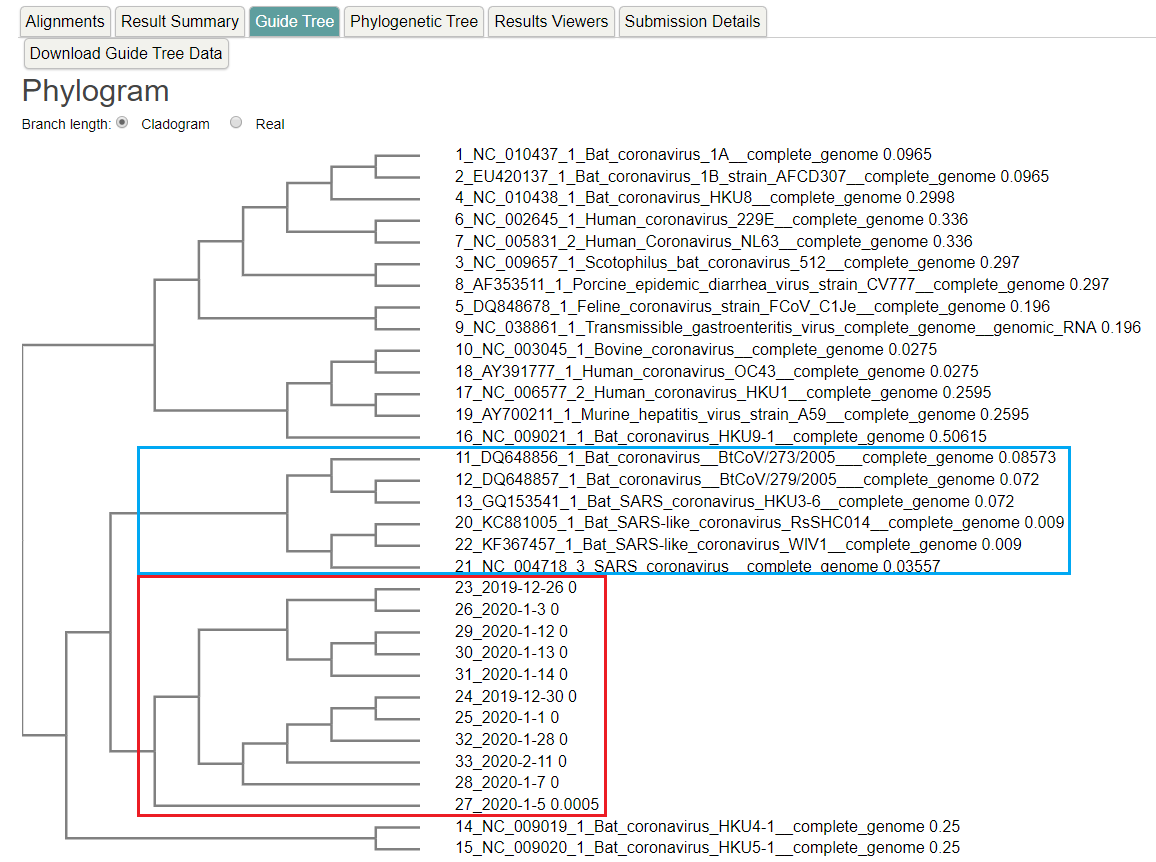 Alignments Result Summary Guide Tree Phylogenetic Tree Results Viewers Submission Details
Download Guide Tree Data
Phylogram
Branch length: Cladogram Real
1_NC_010437_1_Bat_coronavirus_1A__complete_genome 0.0965
2_EU420137_1_Bat_coronavirus_1B_strain_AFCD307__complete_genome 0.0965
4_NC_010438_1_Bat_coronavirus_HKU8__complete_genome 0.2998
6_NC_002645_1_Human_coronavirus_229E__complete_genome 0.336
7_NC_005831_2_Human_Coronavirus_NL63__complete_genome 0.336
3_NC_009657_1_Scotophilus_bat_coronavirus_512__complete_genome 0.297
8_AF353511_1_Porcine_epidemic_diarrhea_virus_strain_CV777__complete_genome 0.297
5_DQ848678_1_Feline_coronavirus_strain_FCoV_C1Je__complete_genome 0.196
9_NC_038861_1_Transmissible_gastroenteritis_virus_complete_genome__genomic_RNA 0.196
10_NC_003045_1_Bovine_coronavirus__complete_genome 0.0275
18_AY391777_1_Human_coronavirus_OC43__complete_genome 0.0275
17_NC_006577_2_Human_coronavirus_HKU1__complete_genome 0.2595
19_AY700211_1_Murine_hepatitis_virus_strain_A59__complete_genome 0.2595
16_NC_009021_1_Bat_coronavirus_HKU9-1__complete_genome 0.50615
11_DQ648856_1_Bat_coronavirus__BtCoV/273/2005___complete_genome 0.08573
12_DQ648857_1_Bat_coronavirus__BtCoV/279/2005___complete_genome 0.072
13_GQ153541_1_Bat_SARS_coronavirus_HKU3-6__complete_genome 0.072
20_KC881005_1_Bat_SARS-like_coronavirus_RsSHC014__complete_genome 0.009
22_KF367457_1_Bat_SARS-like_coronavirus_WIV1__complete_genome 0.009
21_NC_004718_3_SARS_coronavirus__complete_genome 0.03557
23_2019-12-26 0
26_2020-1-3 0
29_2020-1-12 0
30_2020-1-13 0
31_2020-1-14 0
24_2019-12-30 0
25_2020-1-1 0
32_2020-1-28 0
33_2020-2-11 0
28_2020-1-7 0
27_2020-1-5 0.0005
14_NC_009019_1_Bat_coronavirus_HKU4-1__complete_genome 0.25
15_NC_009020_1_Bat_coronavirus_HKU5-1__complete_genome 0.25